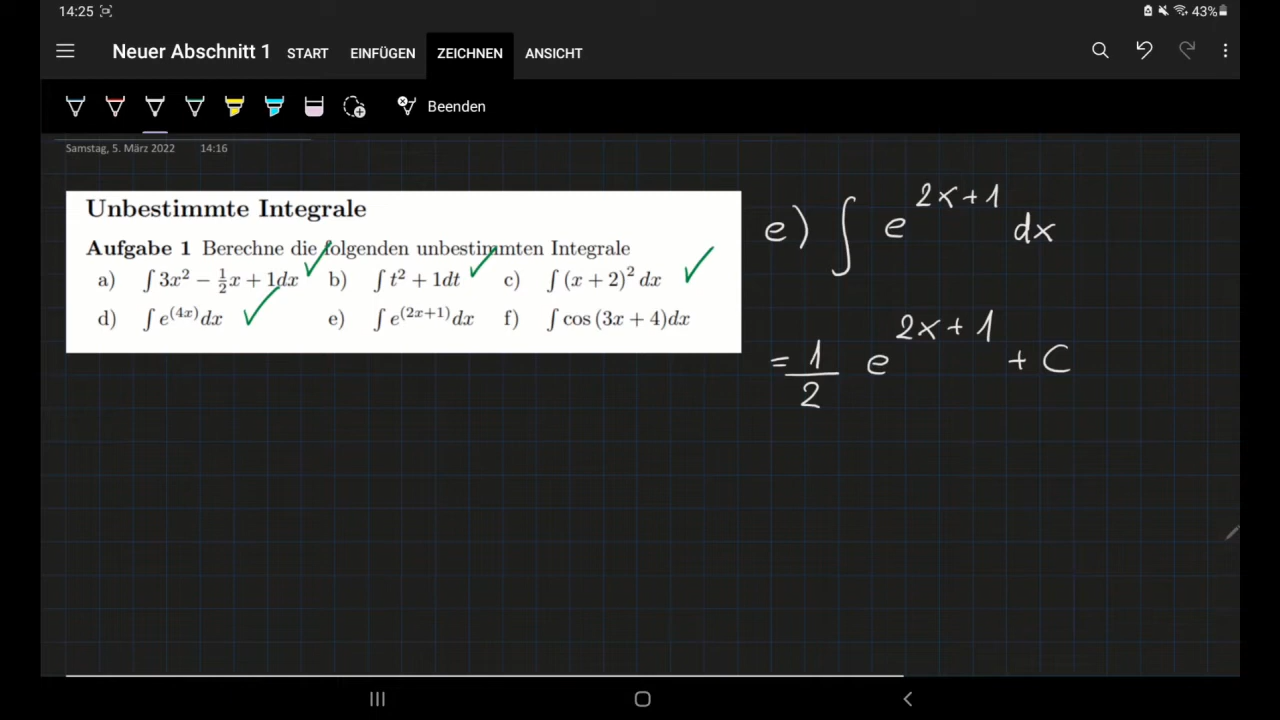 14:25 43%
Neuer Abschnitt 1 START EINFÜGEN ZEICHNEN ANSICHT
Beenden
Samstag, 5. März 2022 14:16
Unbestimmte Integrale
Aufgabe 1 Berechne die folgenden unbestimmten Integrale
a) ∫ 3x² − ½x + 1dx b) ∫ t² + 1dt c) ∫ (x + 2)² dx
d) ∫ e^(4x) dx e) ∫ e^(2x+1) dx f) ∫ cos (3x + 4)dx
e) ∫ e^2x+1 dx
= 1/2 e^2x+1 + C